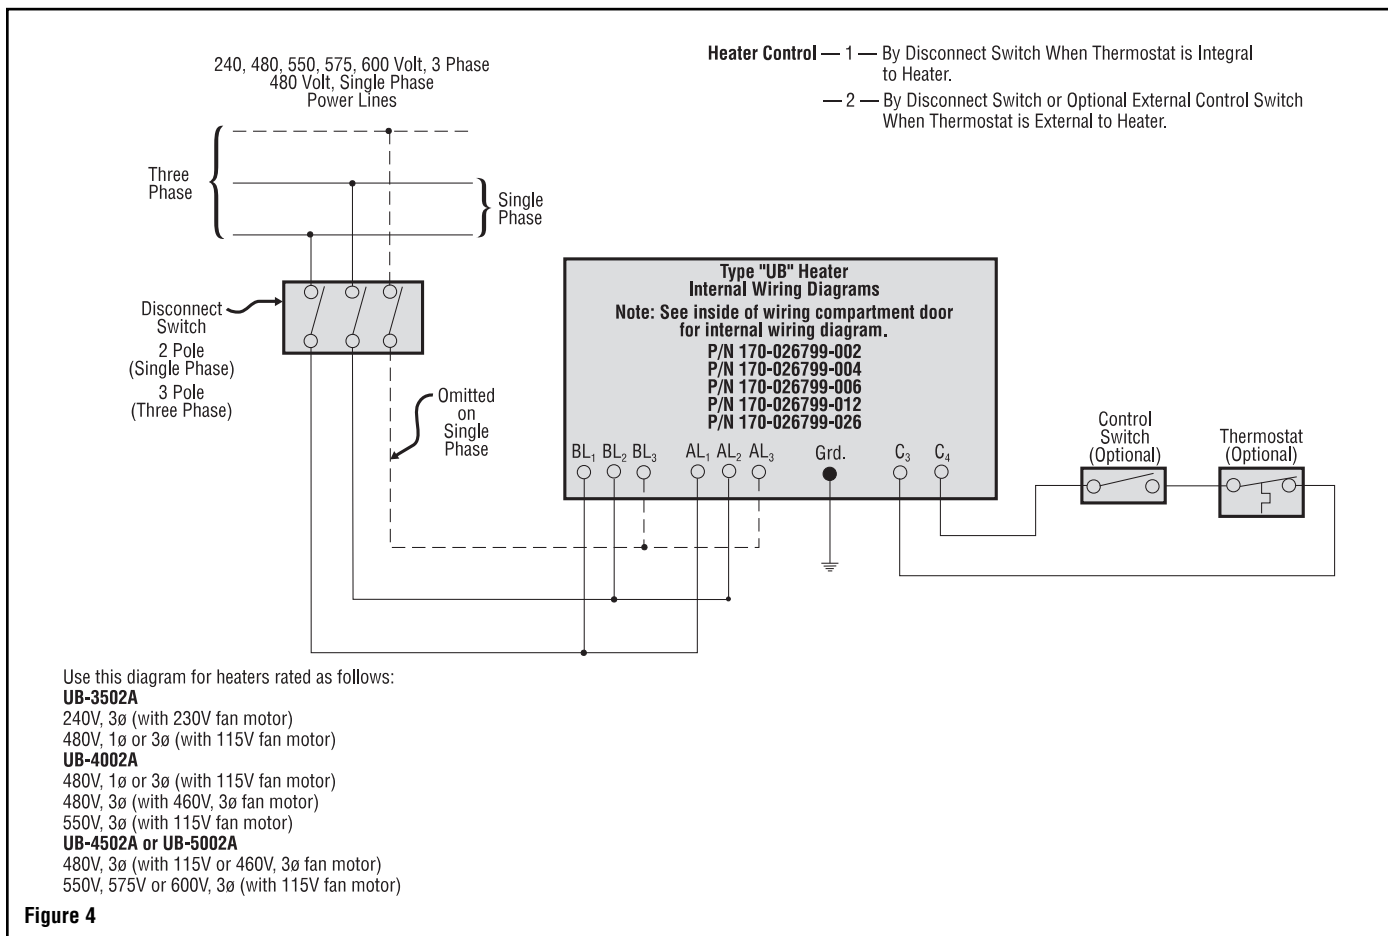 240, 480, 550, 575, 600 Volt, 3 Phase
480 Volt, Single Phase
Power Lines
Heater Control — 1 — By Disconnect Switch When Thermostat is Integral
to Heater.
— 2 — By Disconnect Switch or Optional External Control Switch
When Thermostat is External to Heater.
Three
Phase
Single
Phase
Disconnect
Switch
2 Pole
(Single Phase)
3 Pole
(Three Phase)
Omitted
on
Single
Phase
Type "UB" Heater
Internal Wiring Diagrams
Note: See inside of wiring compartment door
for internal wiring diagram.
P/N 170-026799-002
P/N 170-026799-004
P/N 170-026799-006
P/N 170-026799-012
P/N 170-026799-026
BL₁ BL₂ BL₃ AL₁ AL₂ AL₃ Grd. C₃ C₄
Control
Switch
(Optional)
Thermostat
(Optional)
Use this diagram for heaters rated as follows:
UB-3502A
240V, 3ø (with 230V fan motor)
480V, 1ø or 3ø (with 115V fan motor)
UB-4002A
480V, 1ø or 3ø (with 115V fan motor)
480V, 3ø (with 460V, 3ø fan motor)
550V, 3ø (with 115V fan motor)
UB-4502A or UB-5002A
480V, 3ø (with 115V or 460V, 3ø fan motor)
550V, 575V or 600V, 3ø (with 115V fan motor)
Figure 4